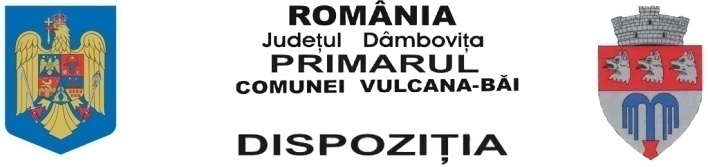 ROMÂNIA
Județul Dâmbovița
PRIMARUL
COMUNEI VULCANA-BĂI
DISPOZIȚIA